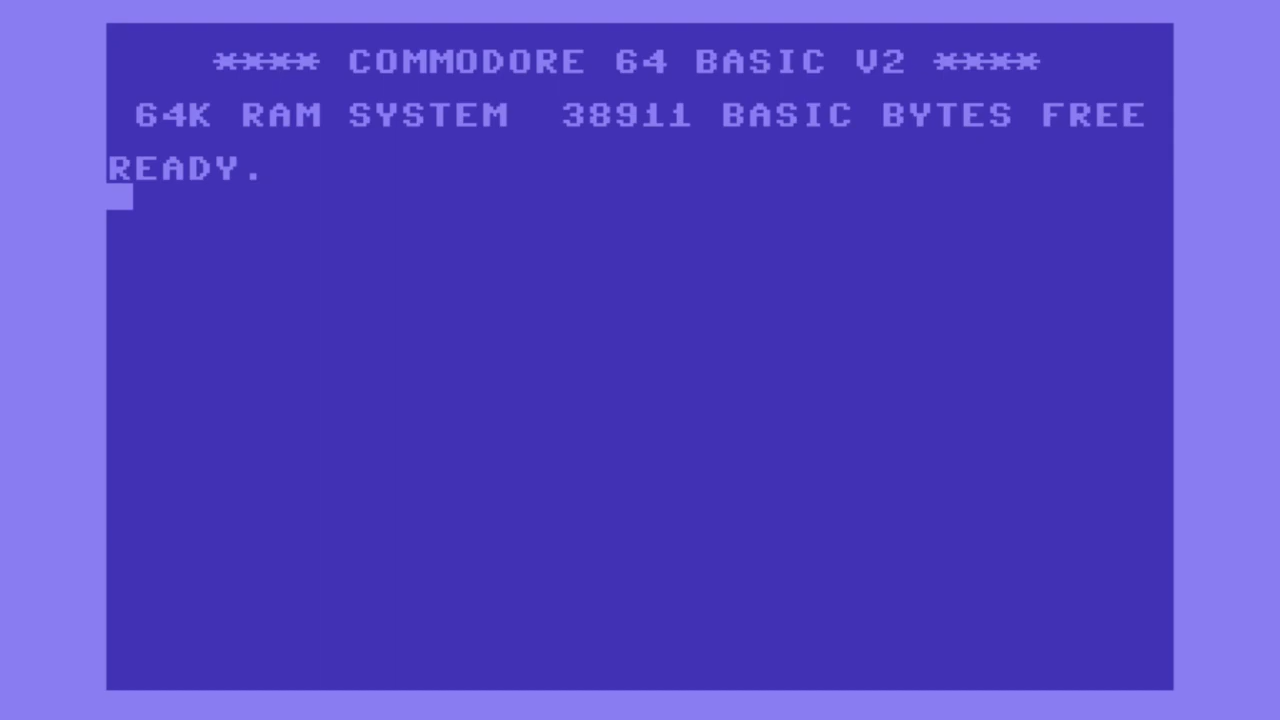 **** COMMODORE 64 BASIC V2 ****
64K RAM SYSTEM  38911 BASIC BYTES FREE
READY.